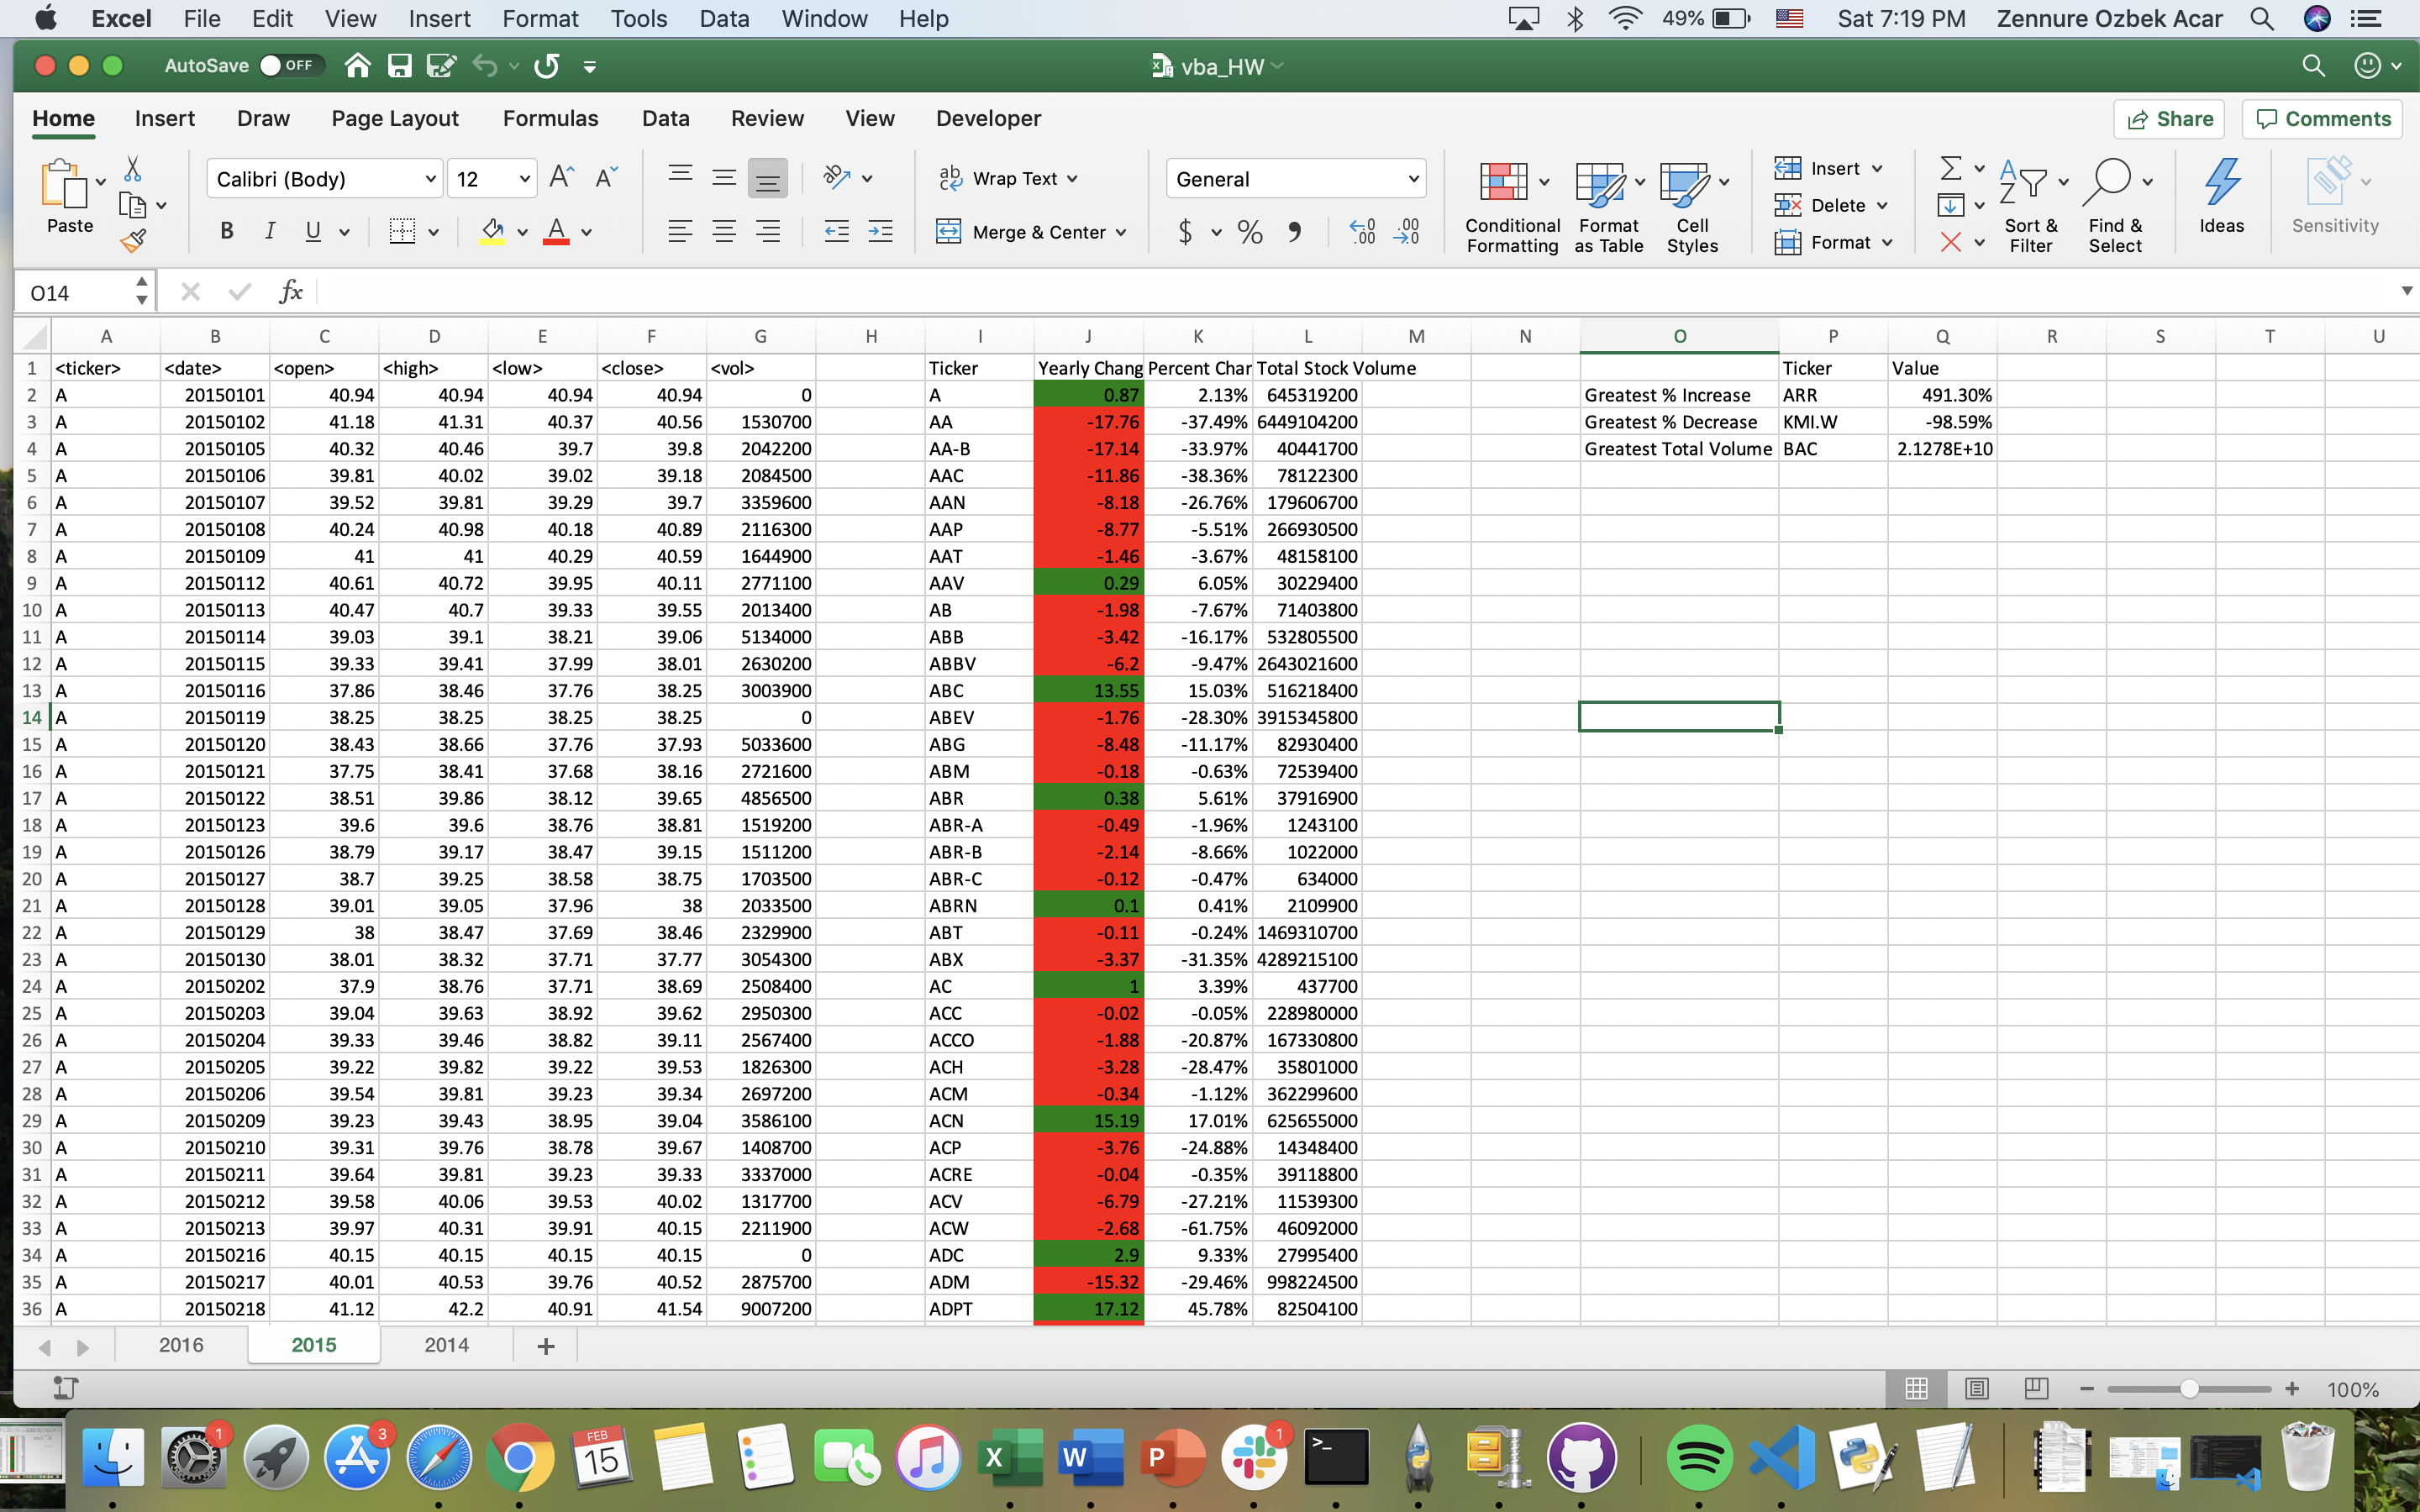 Excel File Edit View Insert Format Tools Data Window Help 49% Sat 7:19 PM Zennure Ozbek Acar
AutoSave OFF vba_HW
Home Insert Draw Page Layout Formulas Data Review View Developer Share Comments
Paste Calibri (Body) 12 A A ab Wrap Text General Conditional Formatting Format as Table Cell Styles Insert Sort & Filter Find & Select Ideas Sensitivity
B I U A Merge & Center $ % Delete
Format
O14 fx
A B C D E F G H I J K L M N O P Q R S T U
1 <ticker> <date> <open> <high> <low> <close> <vol> Ticker Yearly Chang Percent Char Total Stock Volume Ticker Value
2 A 20150101 40.94 40.94 40.94 40.94 0 A 0.87 2.13% 645319200 Greatest % Increase ARR 491.30%
3 A 20150102 41.18 41.31 40.37 40.56 1530700 AA -17.76 -37.49% 6449104200 Greatest % Decrease KMI.W -98.59%
4 A 20150105 40.32 40.46 39.7 39.8 2042200 AA-B -17.14 -33.97% 40441700 Greatest Total Volume BAC 2.1278E+10
5 A 20150106 39.81 40.02 39.02 39.18 2084500 AAC -11.86 -38.36% 78122300
6 A 20150107 39.52 39.81 39.29 39.7 3359600 AAN -8.18 -26.76% 179606700
7 A 20150108 40.24 40.98 40.18 40.89 2116300 AAP -8.77 -5.51% 266930500
8 A 20150109 41 41 40.29 40.59 1644900 AAT -1.46 -3.67% 48158100
9 A 20150112 40.61 40.72 39.95 40.11 2771100 AAV 0.29 6.05% 30229400
10 A 20150113 40.47 40.7 39.33 39.55 2013400 AB -1.98 -7.67% 71403800
11 A 20150114 39.03 39.1 38.21 39.06 5134000 ABB -3.42 -16.17% 532805500
12 A 20150115 39.33 39.41 37.99 38.01 2630200 ABBV -6.2 -9.47% 2643021600
13 A 20150116 37.86 38.46 37.76 38.25 3003900 ABC 13.55 15.03% 516218400
14 A 20150119 38.25 38.25 38.25 38.25 0 ABEV -1.76 -28.30% 3915345800
15 A 20150120 38.43 38.66 37.76 37.93 5033600 ABG -8.48 -11.17% 82930400
16 A 20150121 37.75 38.41 37.68 38.16 2721600 ABM -0.18 -0.63% 72539400
17 A 20150122 38.51 39.86 38.12 39.65 4856500 ABR 0.38 5.61% 37916900
18 A 20150123 39.6 39.6 38.76 38.81 1519200 ABR-A -0.49 -1.96% 1243100
19 A 20150126 38.79 39.17 38.47 39.15 1511200 ABR-B -2.14 -8.66% 1022000
20 A 20150127 38.7 39.25 38.58 38.75 1703500 ABR-C -0.12 -0.47% 634000
21 A 20150128 39.01 39.05 37.96 38 2033500 ABRN 0.1 0.41% 2109900
22 A 20150129 38 38.47 37.69 38.46 2329900 ABT -0.11 -0.24% 1469310700
23 A 20150130 38.01 38.32 37.71 37.77 3054300 ABX -3.37 -31.35% 4289215100
24 A 20150202 37.9 38.76 37.71 38.69 2508400 AC 1 3.39% 437700
25 A 20150203 39.04 39.63 38.92 39.62 2950300 ACC -0.02 -0.05% 228980000
26 A 20150204 39.33 39.46 38.82 39.11 2567400 ACCO -1.88 -20.87% 167330800
27 A 20150205 39.22 39.82 39.22 39.53 1826300 ACH -3.28 -28.47% 35801000
28 A 20150206 39.54 39.81 39.23 39.34 2697200 ACM -0.34 -1.12% 362299600
29 A 20150209 39.23 39.43 38.95 39.04 3586100 ACN 15.19 17.01% 625655000
30 A 20150210 39.31 39.76 38.78 39.67 1408700 ACP -3.76 -24.88% 14348400
31 A 20150211 39.64 39.81 39.23 39.33 3337000 ACRE -0.04 -0.35% 39118800
32 A 20150212 39.58 40.06 39.53 40.02 1317700 ACV -6.79 -27.21% 11539300
33 A 20150213 39.97 40.31 39.91 40.15 2211900 ACW -2.68 -61.75% 46092000
34 A 20150216 40.15 40.15 40.15 40.15 0 ADC 2.9 9.33% 27995400
35 A 20150217 40.01 40.53 39.76 40.52 2875700 ADM -15.32 -29.46% 998224500
36 A 20150218 41.12 42.2 40.91 41.54 9007200 ADPT 17.12 45.78% 82504100
2016 2015 2014 +
100%
1 3 FEB 15 X W P 1